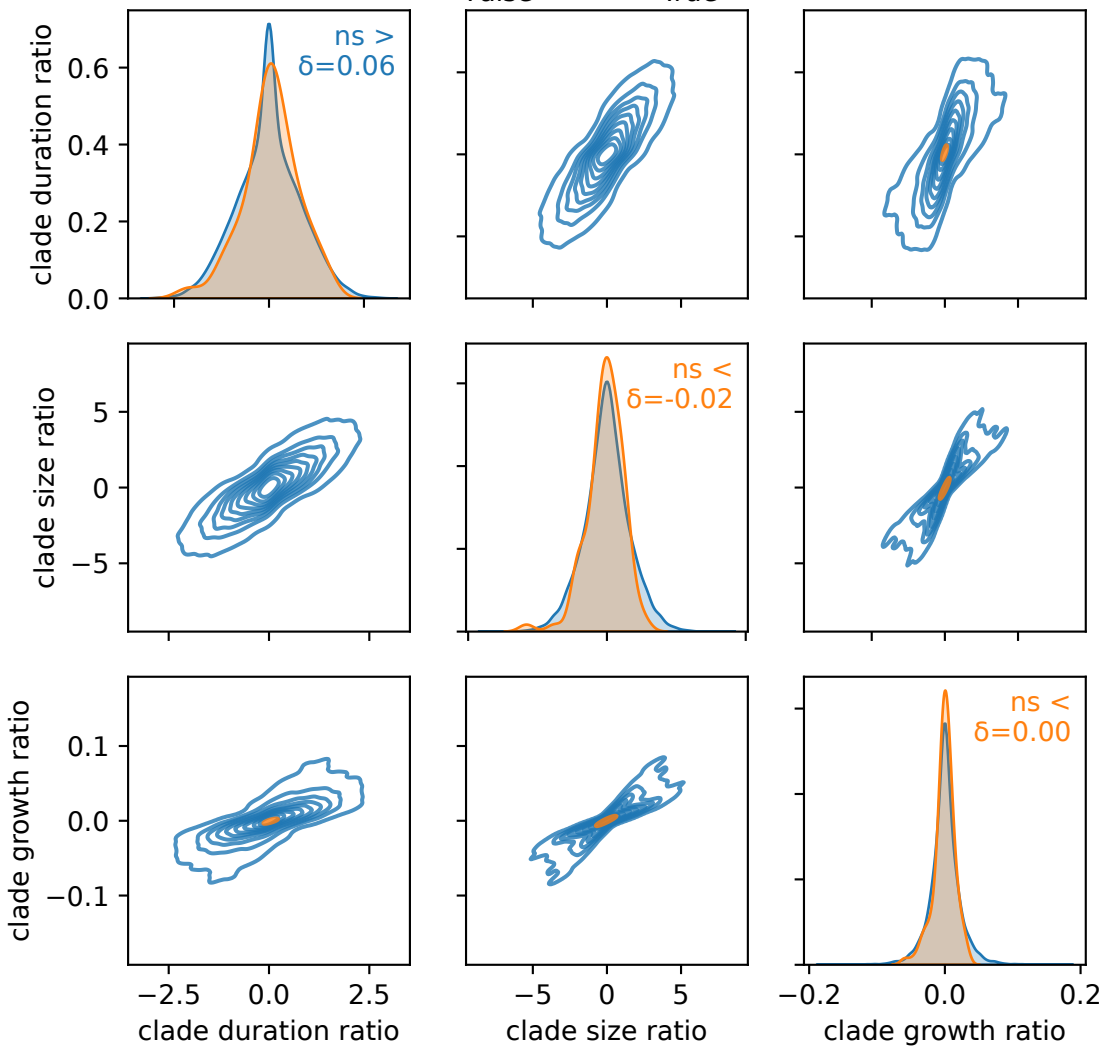 clade duration ratio
0.6
0.4
0.2
0.0
ns >
δ=0.06
clade size ratio
5
0
−5
ns <
δ=-0.02
clade growth ratio
0.1
0.0
−0.1
ns <
δ=0.00
−2.5 0.0 2.5
−5 0 5
−0.2 0.0 0.2
clade duration ratio
clade size ratio
clade growth ratio